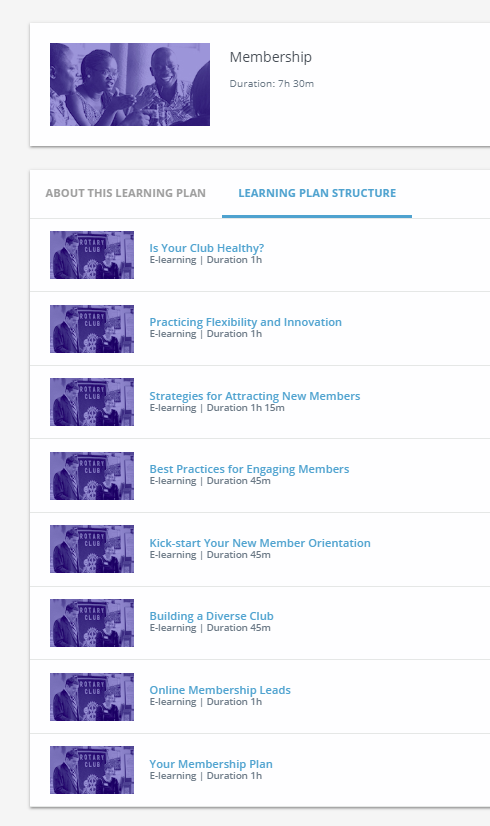 Membership
Duration: 7h 30m
ABOUT THIS LEARNING PLAN
LEARNING PLAN STRUCTURE
ROTARY
CLUB
Is Your Club Healthy?
E-learning | Duration 1h
ROTARY
CLUB
Practicing Flexibility and Innovation
E-learning | Duration 1h
ROTARY
CLUB
Strategies for Attracting New Members
E-learning | Duration 1h 15m
ROTARY
CLUB
Best Practices for Engaging Members
E-learning | Duration 45m
ROTARY
CLUB
Kick-start Your New Member Orientation
E-learning | Duration 45m
ROTARY
CLUB
Building a Diverse Club
E-learning | Duration 45m
ROTARY
CLUB
Online Membership Leads
E-learning | Duration 1h
ROTARY
CLUB
Your Membership Plan
E-learning | Duration 1h